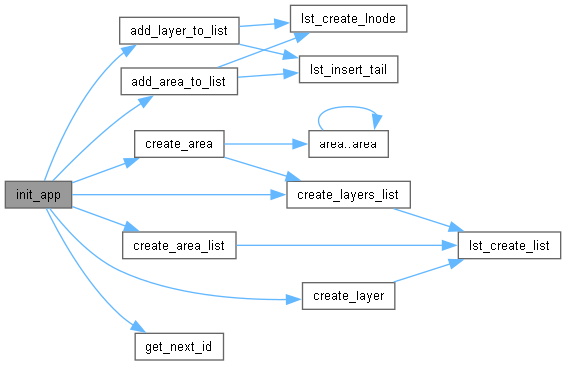 init_app
add_layer_to_list
add_area_to_list
create_area
create_area_list
get_next_id
lst_create_lnode
lst_insert_tail
area::area
create_layers_list
create_layer
lst_create_list